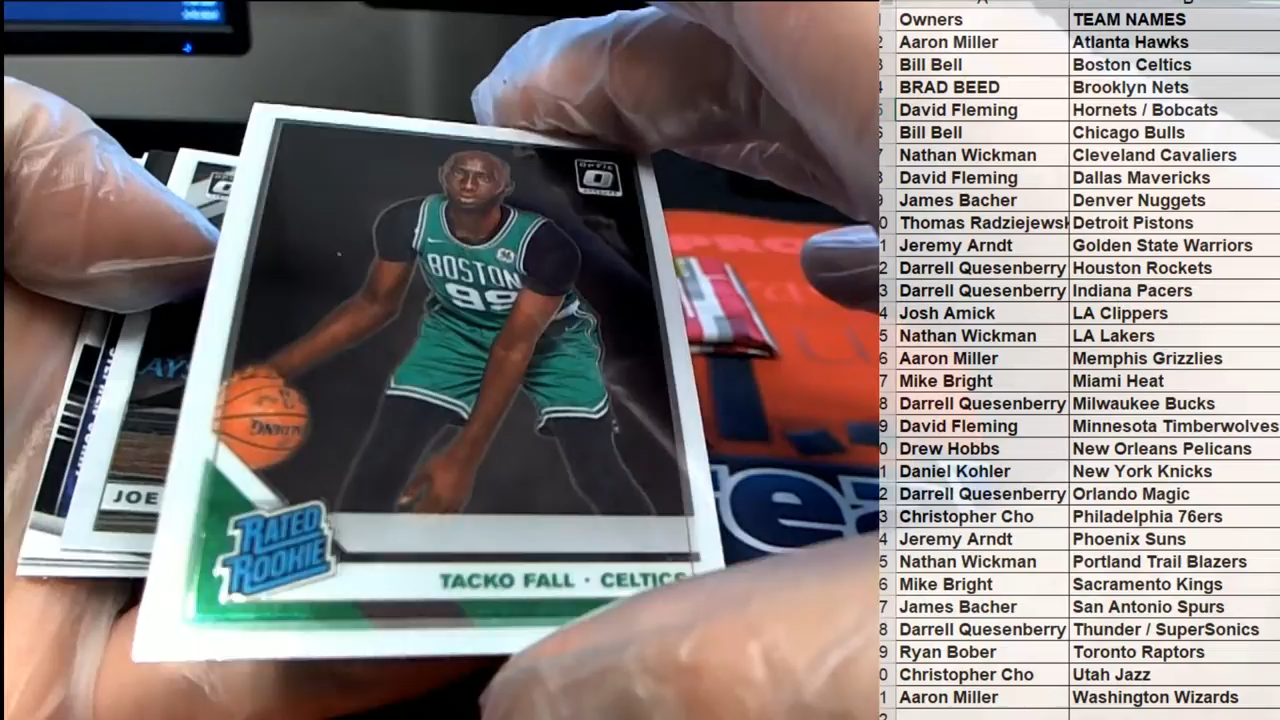 OPTIC
BOSTON
99
GE
RATED
ROOKIE
TACKO FALL · CELTICS
JOE
AYS
PRO
Owners TEAM NAMES
Aaron Miller Atlanta Hawks
Bill Bell Boston Celtics
BRAD BEED Brooklyn Nets
David Fleming Hornets / Bobcats
Bill Bell Chicago Bulls
Nathan Wickman Cleveland Cavaliers
David Fleming Dallas Mavericks
James Bacher Denver Nuggets
Thomas Radziejewsk Detroit Pistons
Jeremy Arndt Golden State Warriors
Darrell Quesenberry Houston Rockets
Darrell Quesenberry Indiana Pacers
Josh Amick LA Clippers
Nathan Wickman LA Lakers
Aaron Miller Memphis Grizzlies
Mike Bright Miami Heat
Darrell Quesenberry Milwaukee Bucks
David Fleming Minnesota Timberwolves
Drew Hobbs New Orleans Pelicans
Daniel Kohler New York Knicks
Darrell Quesenberry Orlando Magic
Christopher Cho Philadelphia 76ers
Jeremy Arndt Phoenix Suns
Nathan Wickman Portland Trail Blazers
Mike Bright Sacramento Kings
James Bacher San Antonio Spurs
Darrell Quesenberry Thunder / SuperSonics
Ryan Bober Toronto Raptors
Christopher Cho Utah Jazz
Aaron Miller Washington Wizards